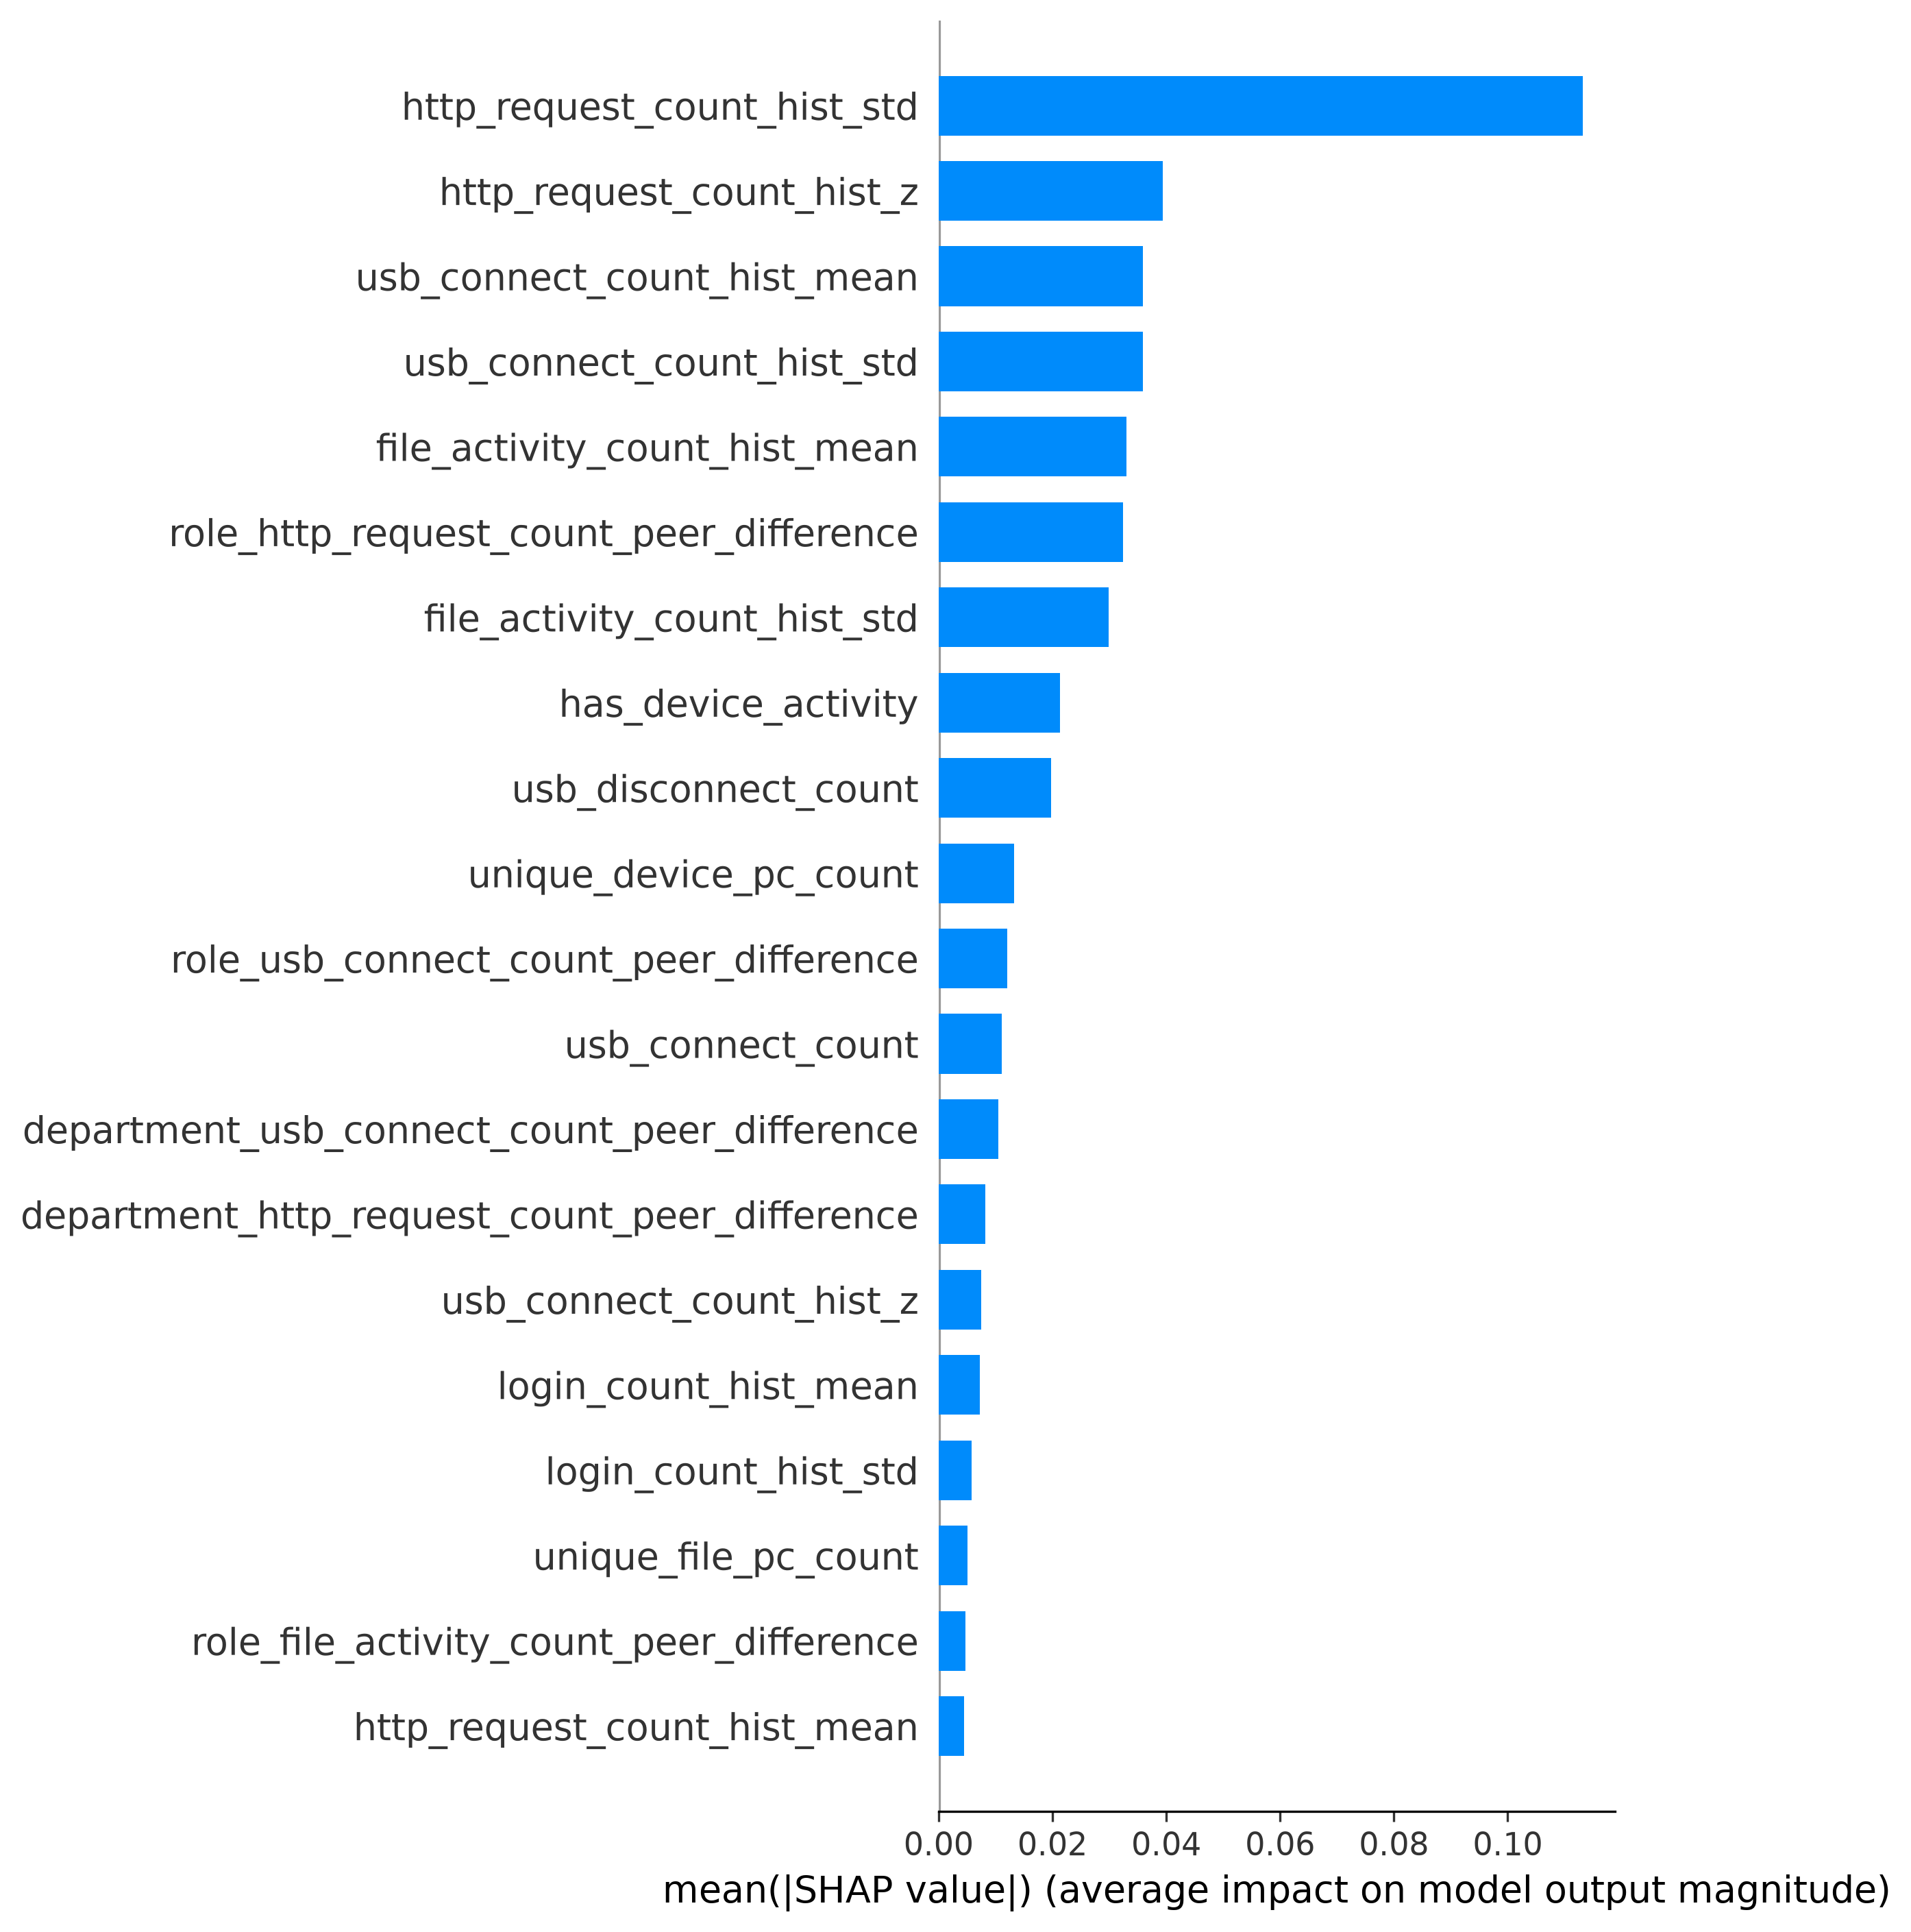 http_request_count_hist_std
http_request_count_hist_z
usb_connect_count_hist_mean
usb_connect_count_hist_std
file_activity_count_hist_mean
role_http_request_count_peer_difference
file_activity_count_hist_std
has_device_activity
usb_disconnect_count
unique_device_pc_count
role_usb_connect_count_peer_difference
usb_connect_count
department_usb_connect_count_peer_difference
department_http_request_count_peer_difference
usb_connect_count_hist_z
login_count_hist_mean
login_count_hist_std
unique_file_pc_count
role_file_activity_count_peer_difference
http_request_count_hist_mean
0.00 0.02 0.04 0.06 0.08 0.10
mean(|SHAP value|) (average impact on model output magnitude)